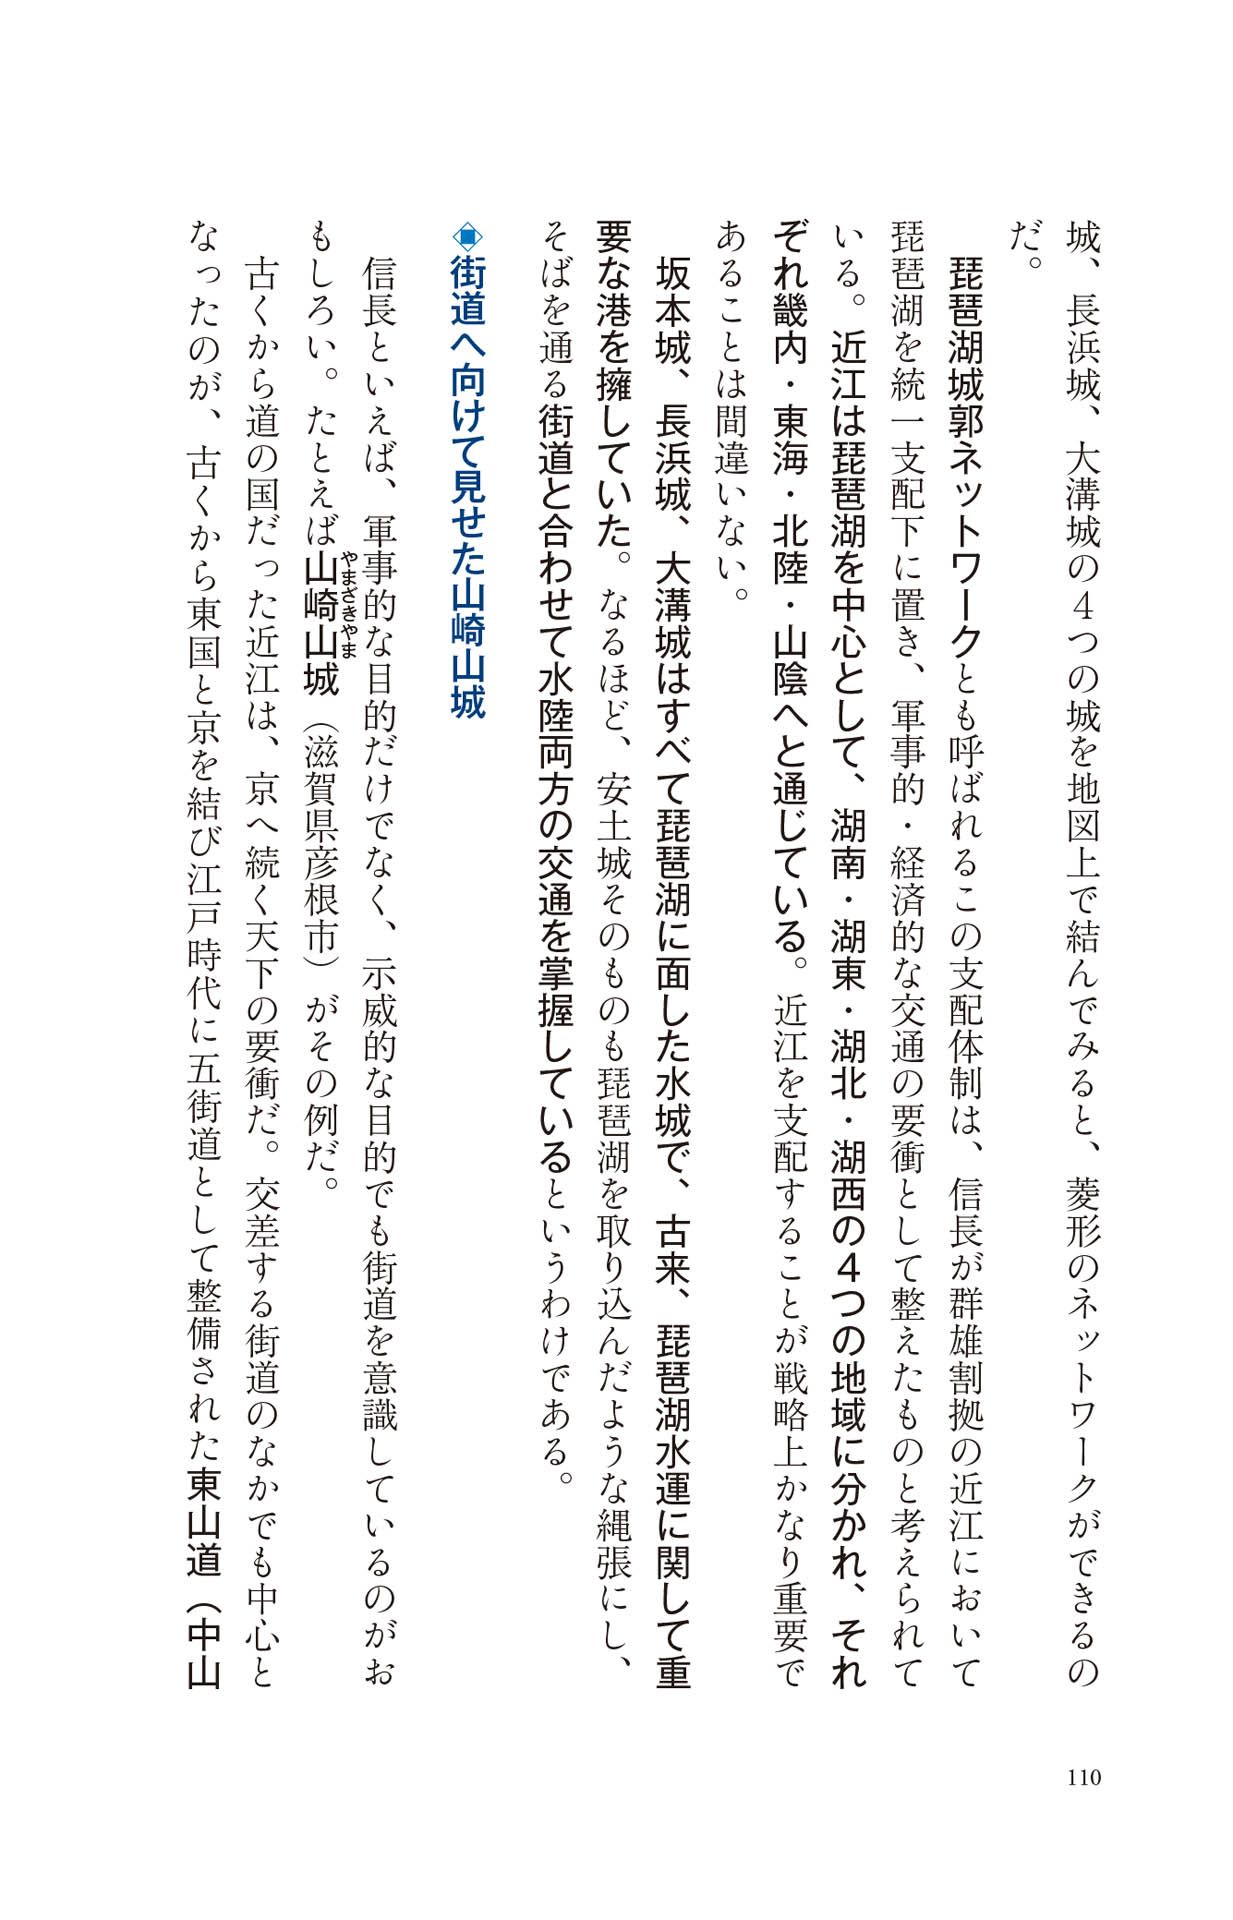 城、長浜城、大溝城の４つの城を地図上で結んでみると、菱形のネットワークができるの
だ。
琵琶湖城郭ネットワークとも呼ばれるこの支配体制は、信長が群雄割拠の近江において
琵琶湖を統一支配下に置き、軍事的・経済的な交通の要衝として整えたものと考えられて
いる。近江は琵琶湖を中心として、湖南・湖東・湖北・湖西の４つの地域に分かれ、それ
ぞれ畿内・東海・北陸・山陰へと通じている。近江を支配することが戦略上かなり重要で
あることは間違いない。
坂本城、長浜城、大溝城はすべて琵琶湖に面した水城で、古来、琵琶湖水運に関して重
要な港を擁していた。なるほど、安土城そのものも琵琶湖を取り込んだような縄張にし、
そばを通る街道と合わせて水陸両方の交通を掌握しているというわけである。
◈街道へ向けて見せた山崎山城
信長といえば、軍事的な目的だけでなく、示威的な目的でも街道を意識しているのがお
もしろい。たとえば山崎山城（滋賀県彦根市）がその例だ。
やまざきやま
古くから道の国だった近江は、京へ続く天下の要衝だ。交差する街道のなかでも中心と
なったのが、古くから東国と京を結び江戸時代に五街道として整備された東山道（中山
110